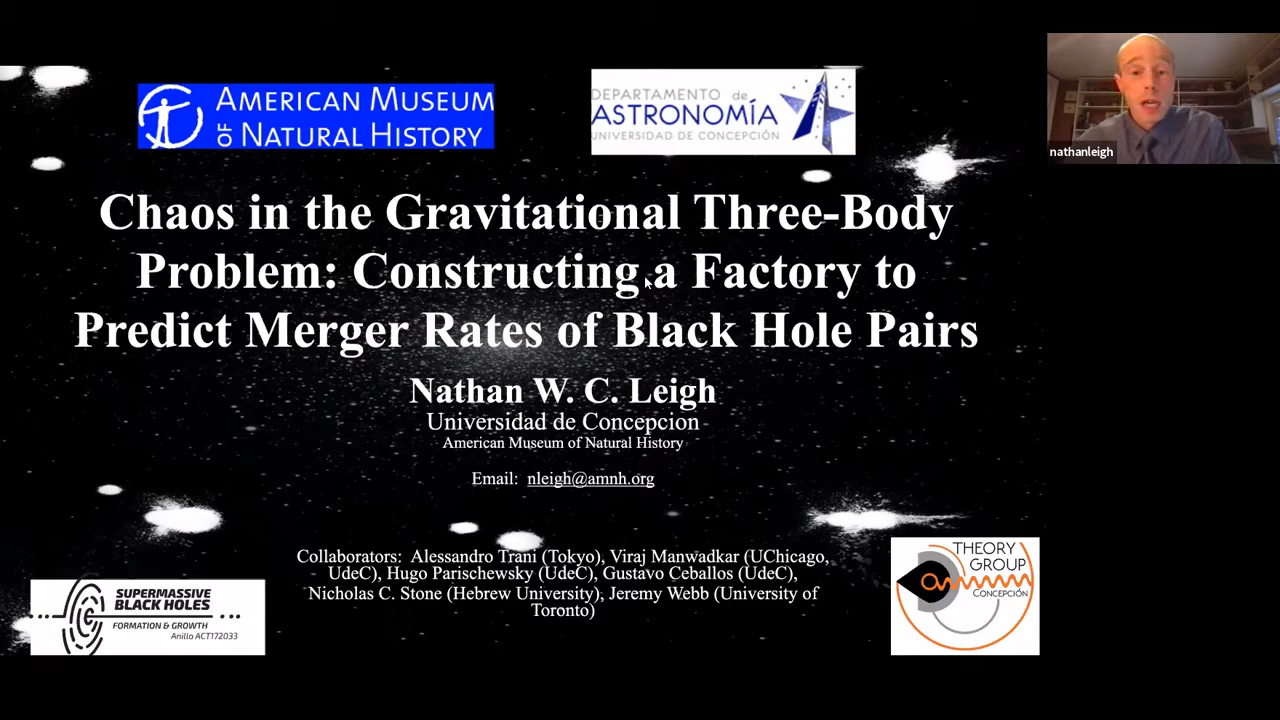 AMERICAN MUSEUM
OF NATURAL HISTORY
DEPARTAMENTO de
ASTRONOMÍA
UNIVERSIDAD DE CONCEPCIÓN
nathanleigh
Chaos in the Gravitational Three-Body
Problem: Constructing a Factory to
Predict Merger Rates of Black Hole Pairs
Nathan W. C. Leigh
Universidad de Concepcion
American Museum of Natural History
Email: nleigh@amnh.org
Collaborators: Alessandro Trani (Tokyo), Viraj Manwadkar (UChicago,
UdeC), Hugo Parischewsky (UdeC), Gustavo Ceballos (UdeC),
Nicholas C. Stone (Hebrew University), Jeremy Webb (University of
Toronto)
SUPERMASSIVE
BLACK HOLES
FORMATION & GROWTH
Anillo ACT172033
THEORY
GROUP
CONCEPCIÓN